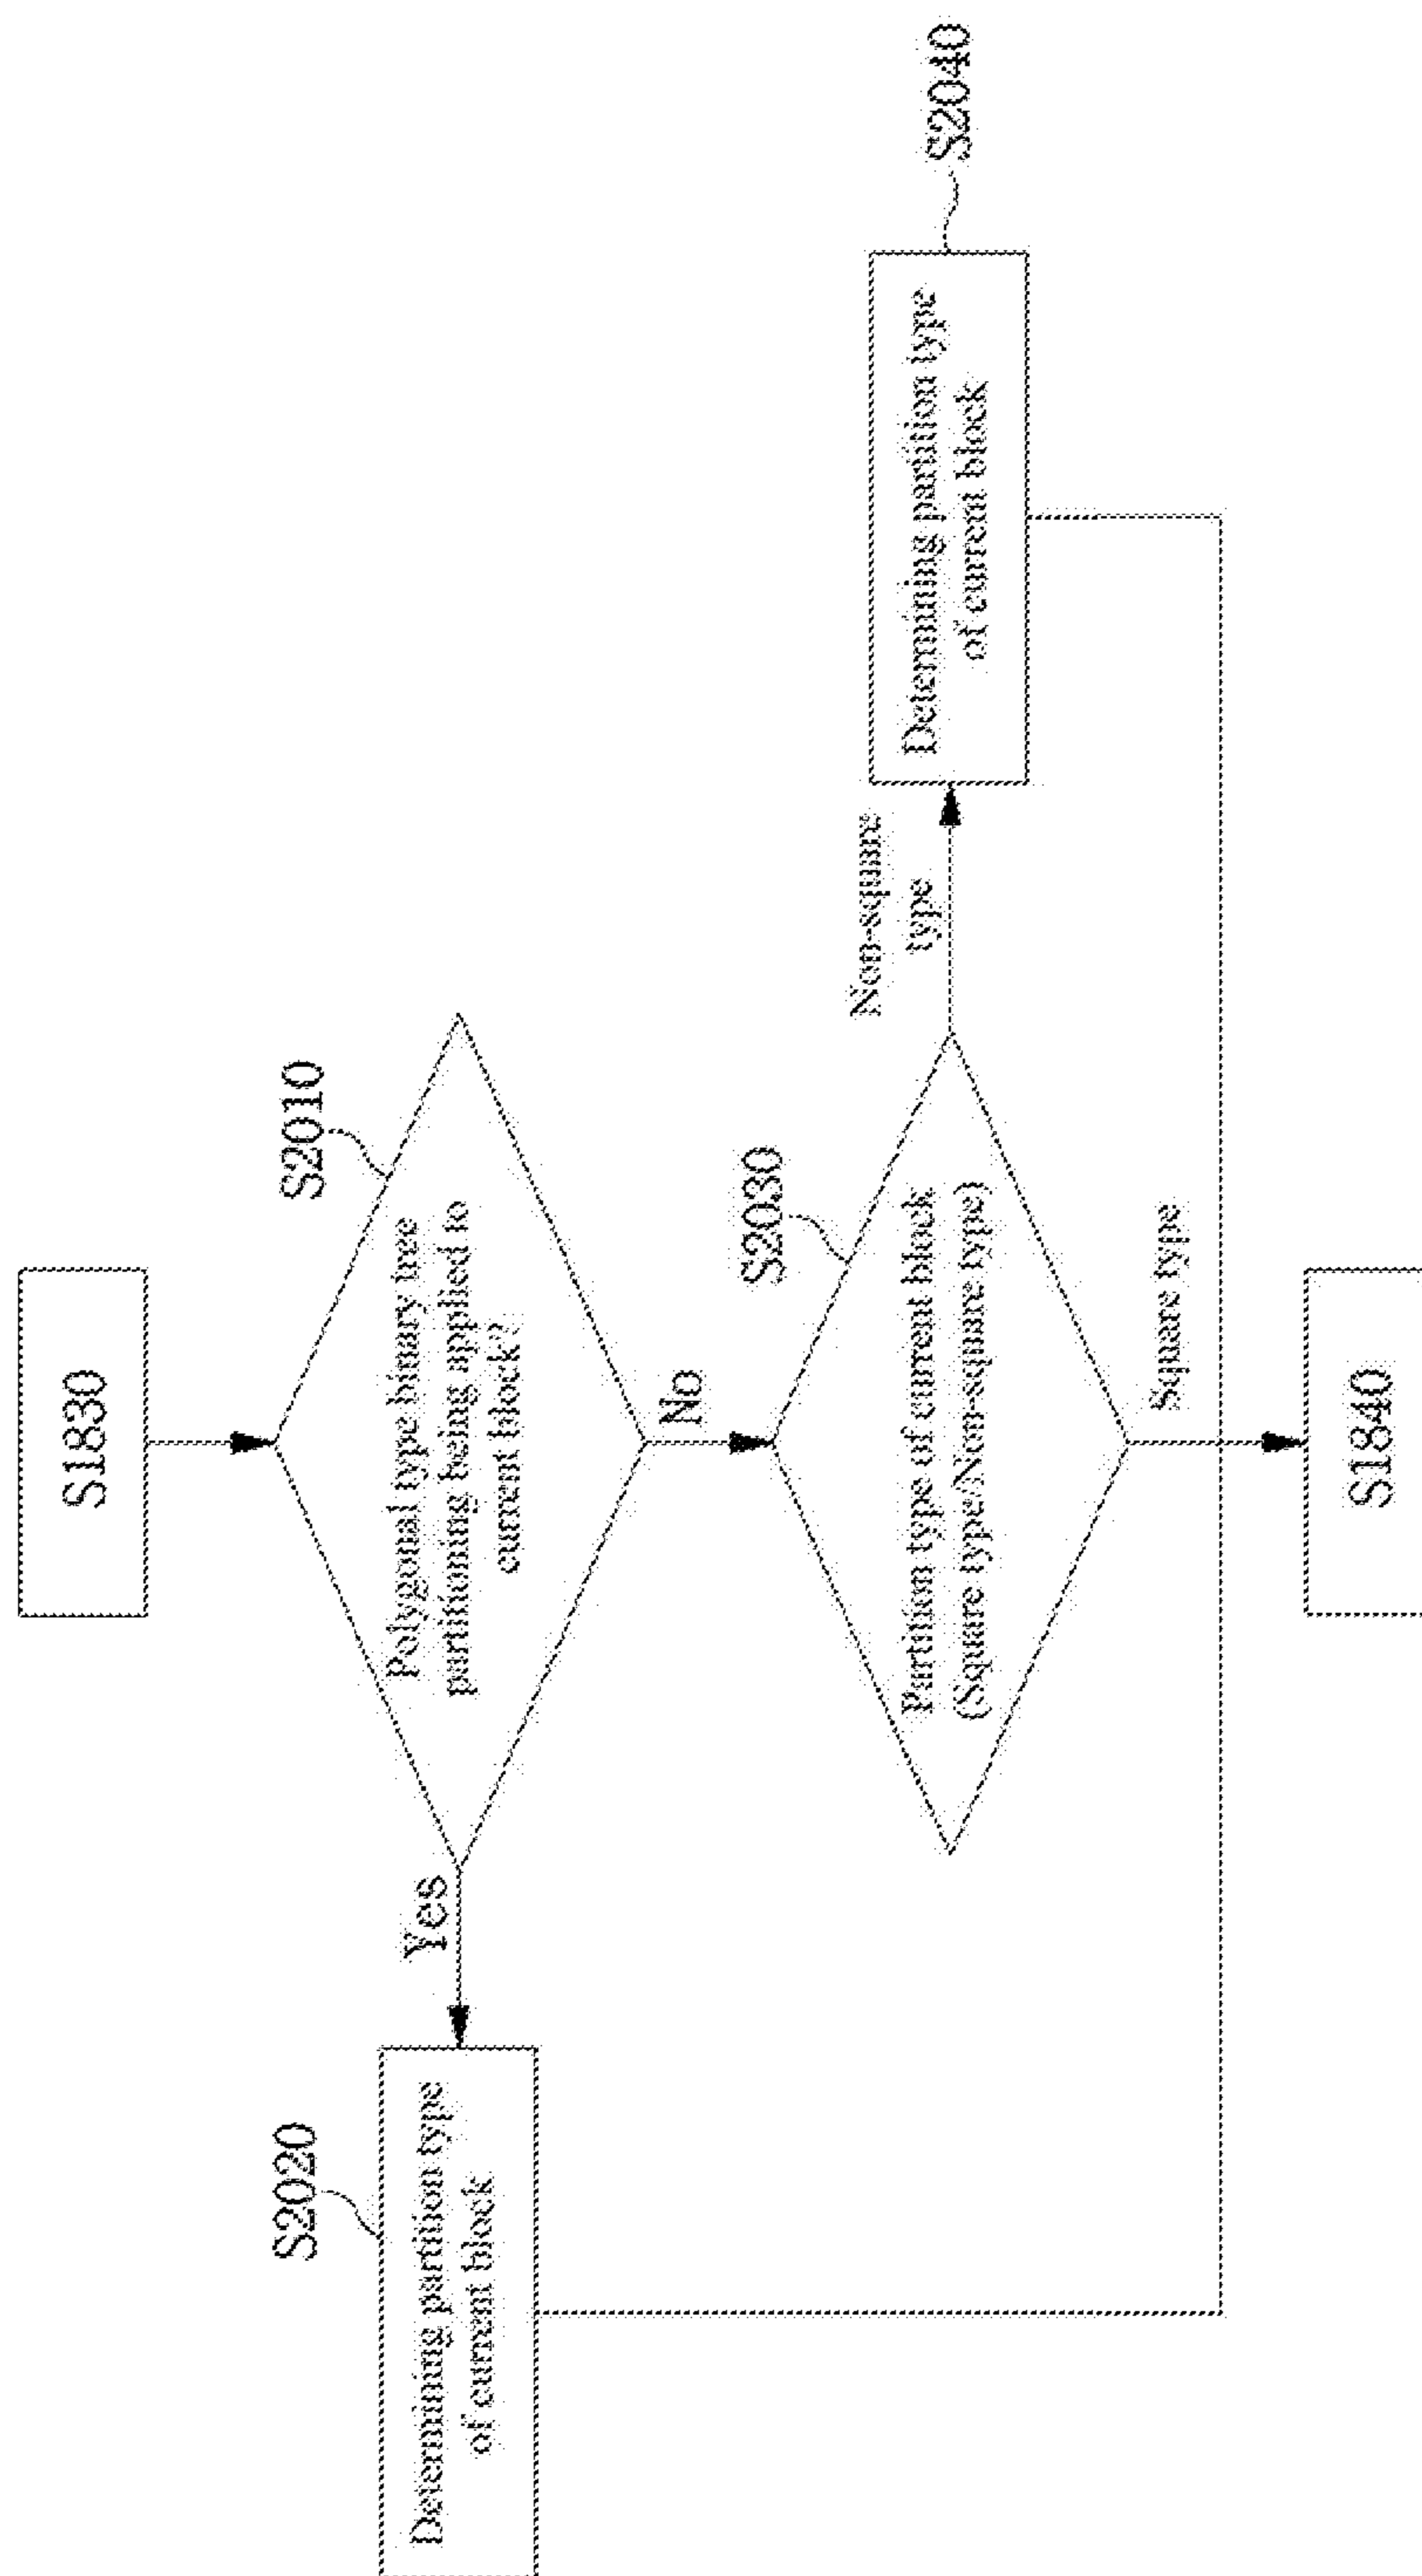 S1830
S2010
Polygonal type binary tree
partitioning being applied to
current block?
Yes
No
S2020
Determining partition type
of current block
S2030
Partition type of current block
(Square type/Non-square type)
Non-square
type
S2040
Determining partition type
of current block
Square type
S1840